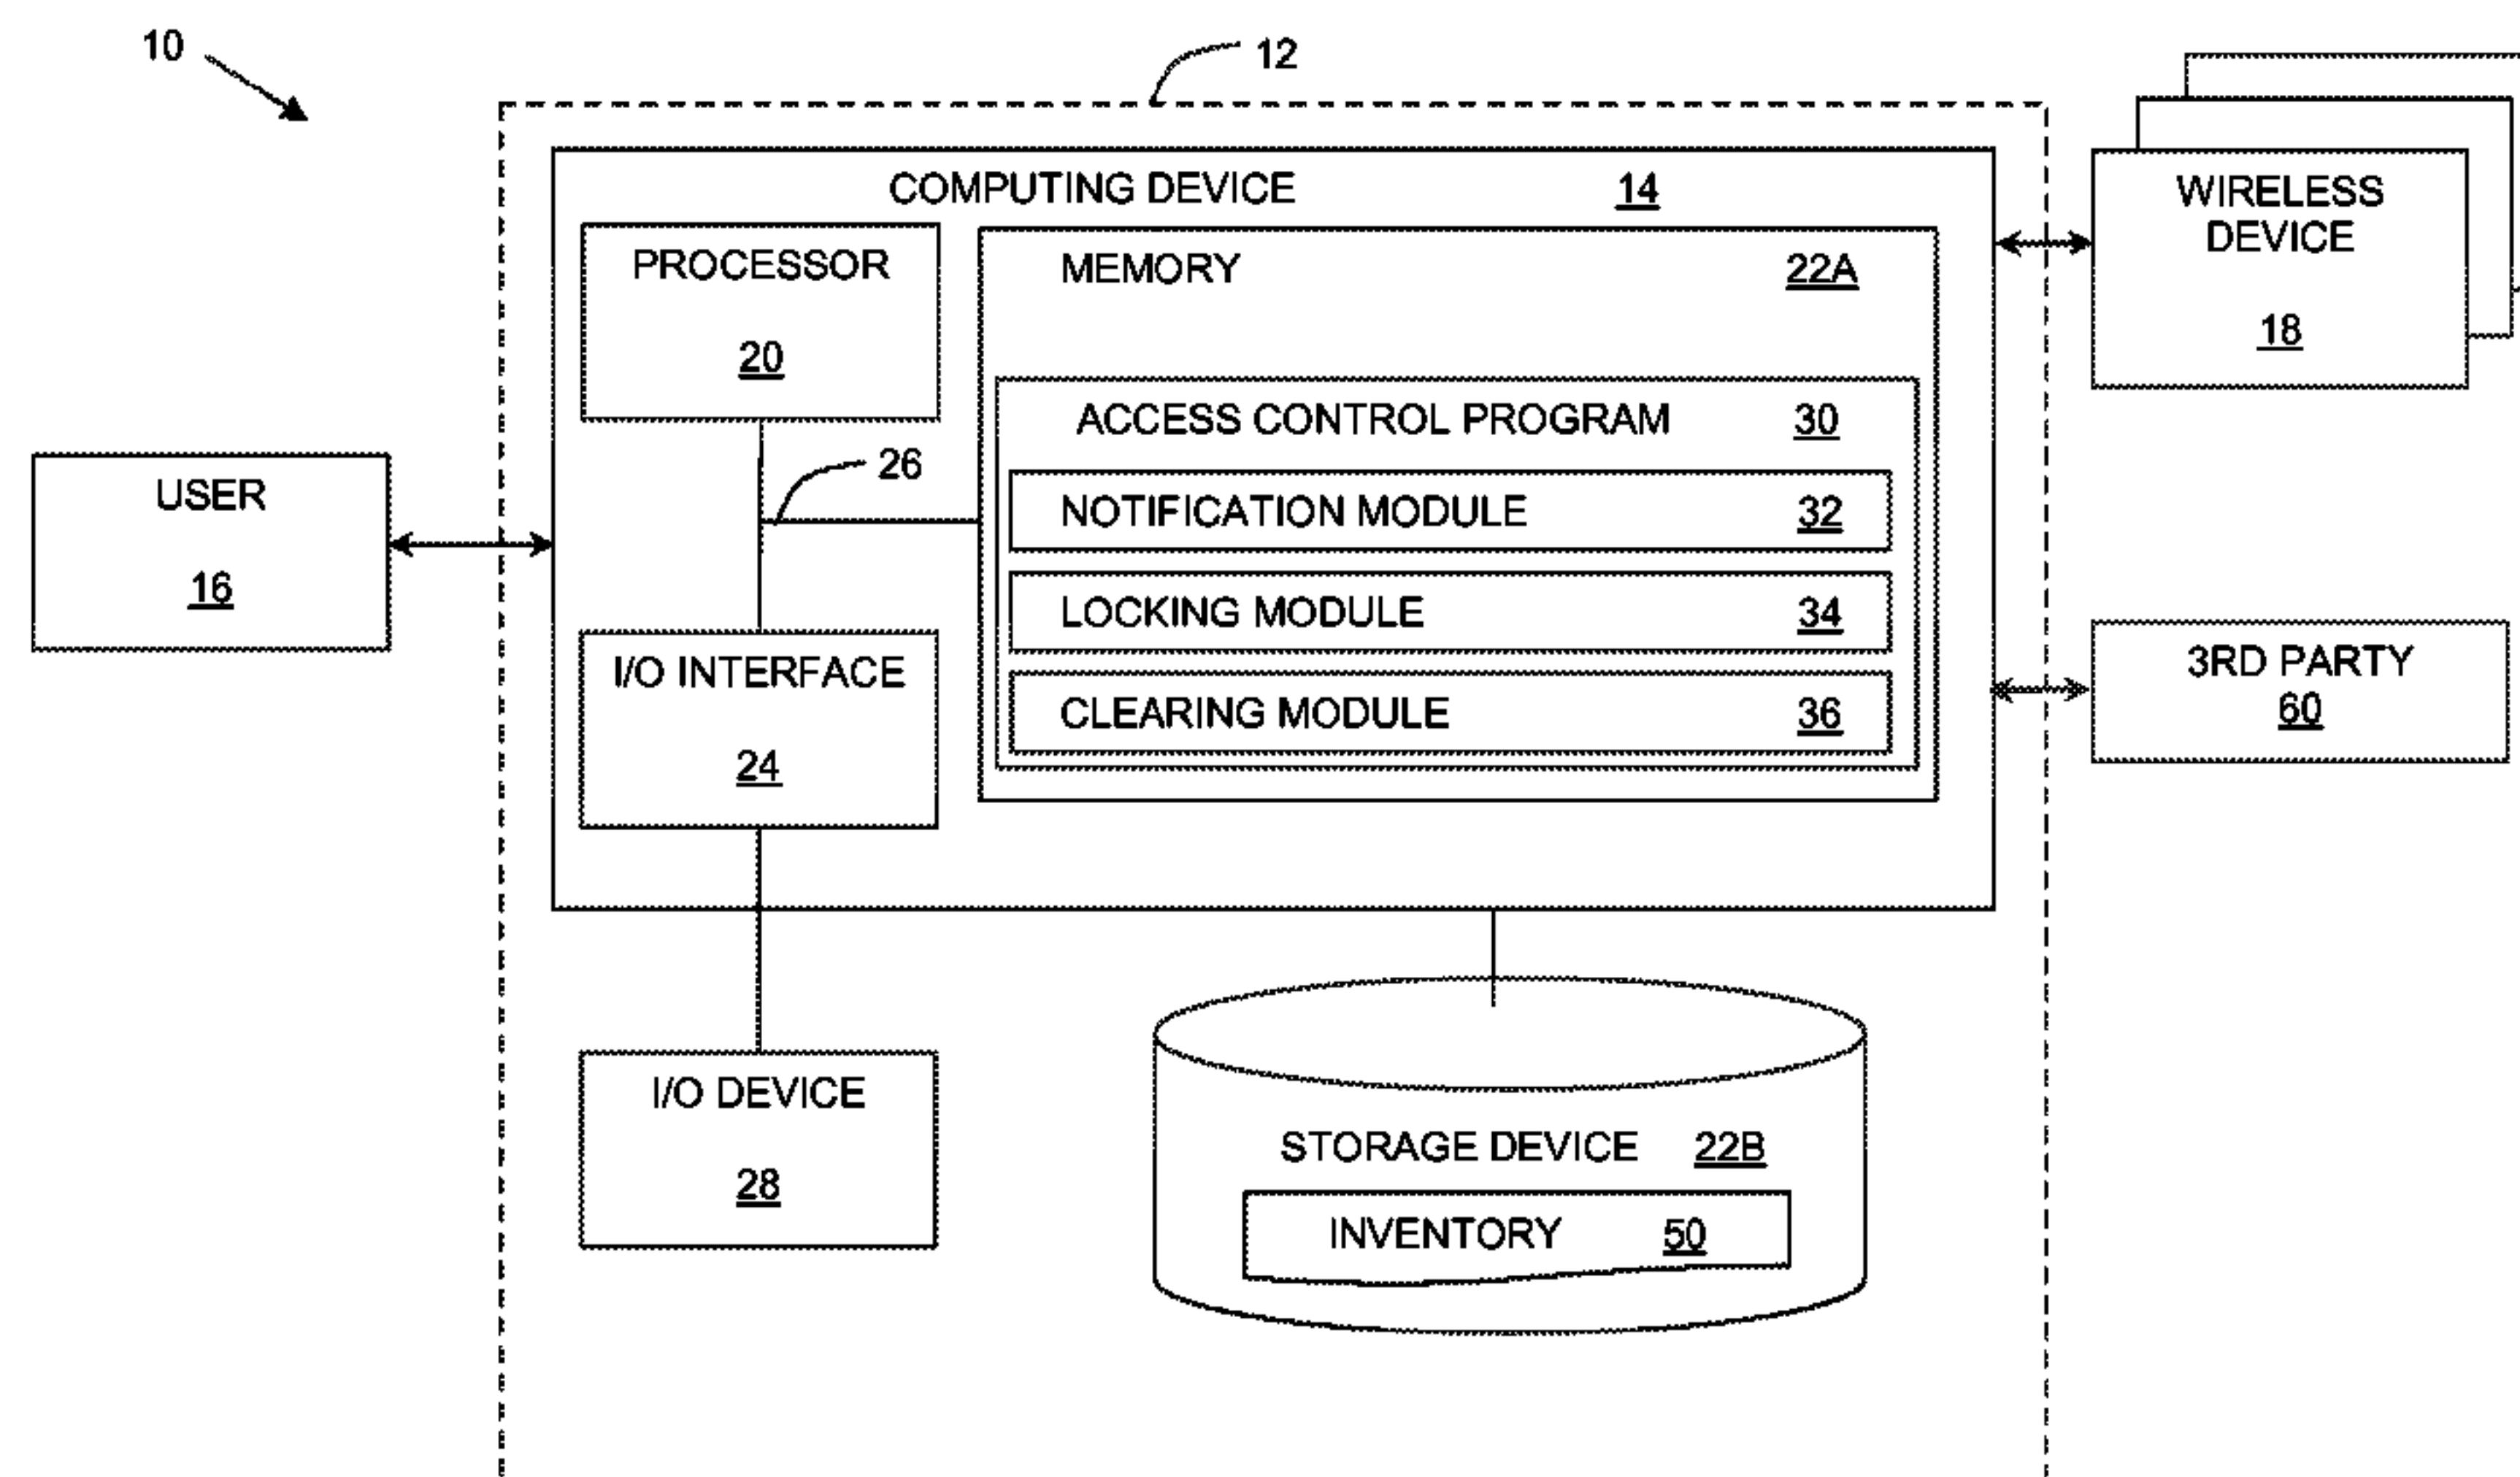 10
12
COMPUTING DEVICE 14
WIRELESS
DEVICE
18
PROCESSOR
20
MEMORY 22A
ACCESS CONTROL PROGRAM 30
26
USER
16
NOTIFICATION MODULE 32
LOCKING MODULE 34
I/O INTERFACE
24
CLEARING MODULE 36
3RD PARTY
60
I/O DEVICE
28
STORAGE DEVICE 22B
INVENTORY 50